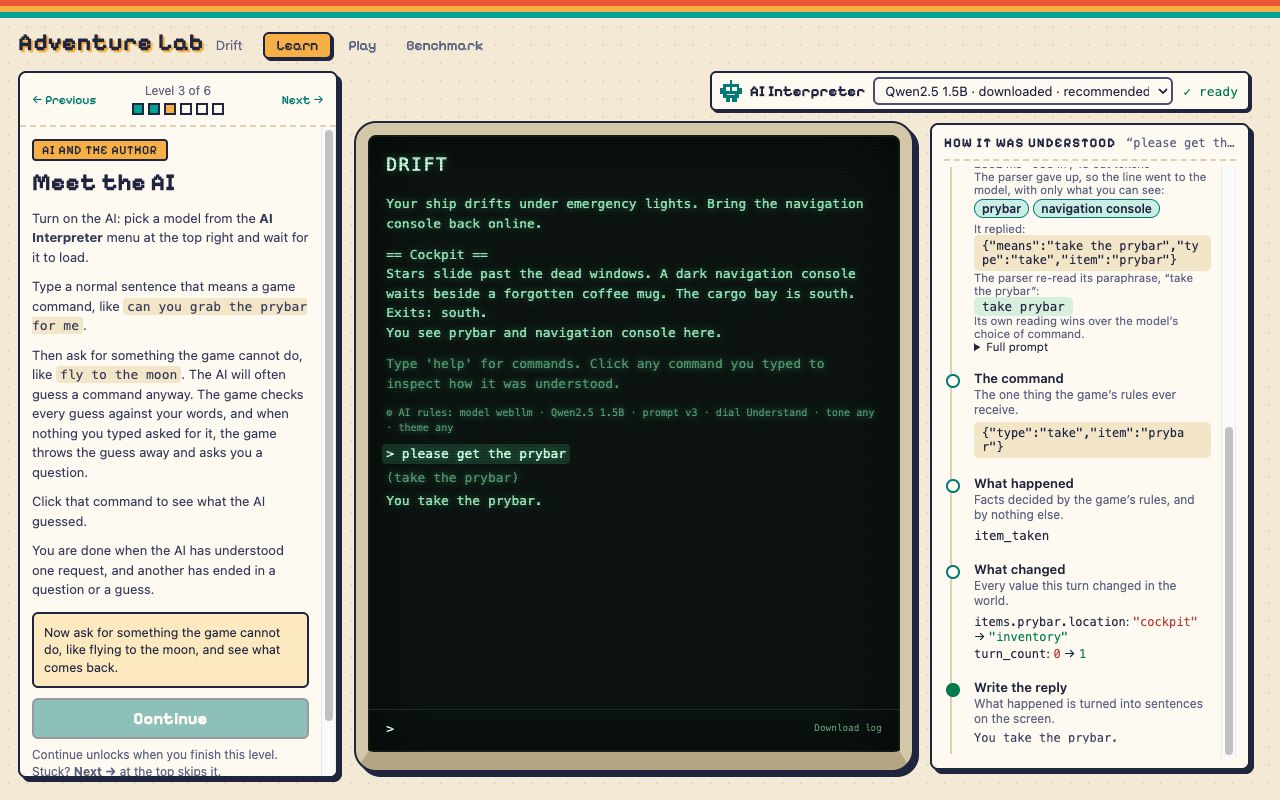 Adventure Lab Drift Learn Play Benchmark
← Previous
Level 3 of 6
Next →
AI AND THE AUTHOR
Meet the AI
Turn on the AI: pick a model from the AI
Interpreter menu at the top right and wait for
it to load.
Type a normal sentence that means a game
command, like can you grab the prybar
for me .
Then ask for something the game cannot do,
like fly to the moon . The AI will often
guess a command anyway. The game checks
every guess against your words, and when
nothing you typed asked for it, the game
throws the guess away and asks you a
question.
Click that command to see what the AI
guessed.
You are done when the AI has understood
one request, and another has ended in a
question or a guess.
Now ask for something the game cannot
do, like flying to the moon, and see what
comes back.
Continue
Continue unlocks when you finish this level.
Stuck? Next → at the top skips it.
AI Interpreter Qwen2.5 1.5B · downloaded · recommended ✓ ready
DRIFT
Your ship drifts under emergency lights. Bring the navigation
console back online.
== Cockpit ==
Stars slide past the dead windows. A dark navigation console
waits beside a forgotten coffee mug. The cargo bay is south.
Exits: south.
You see prybar and navigation console here.
Type 'help' for commands. Click any command you typed to
inspect how it was understood.
⚙ AI rules: model webllm · Qwen2.5 1.5B · prompt v3 · dial Understand · tone any
· theme any
> please get the prybar
(take the prybar)
You take the prybar.
>
Download log
HOW IT WAS UNDERSTOOD “please get th…
The parser gave up, so the line went to the
model, with only what you can see:
prybar navigation console
It replied:
{"means":"take the prybar","ty
pe":"take","item":"prybar"}
The parser re-read its paraphrase, “take
the prybar”:
take prybar
Its own reading wins over the model’s
choice of command.
▶ Full prompt
The command
The one thing the game’s rules ever
receive.
{"type":"take","item":"pryba
r"}
What happened
Facts decided by the game’s rules, and
by nothing else.
item_taken
What changed
Every value this turn changed in the
world.
items.prybar.location: "cockpit"
→ "inventory"
turn_count: 0 → 1
Write the reply
What happened is turned into sentences
on the screen.
You take the prybar.